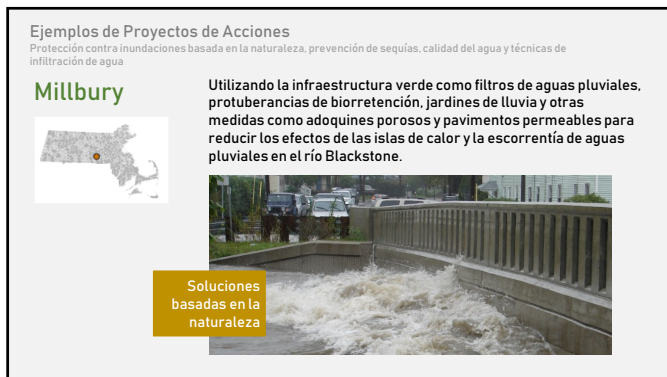 Ejemplos de Proyectos de Acciones
Protección contra inundaciones basada en la naturaleza, prevención de sequías, calidad del agua y técnicas de
infiltración de agua
Millbury
Utilizando la infraestructura verde como filtros de aguas pluviales,
protuberancias de biorretención, jardines de lluvia y otras
medidas como adoquines porosos y pavimentos permeables para
reducir los efectos de las islas de calor y la escorrentía de aguas
pluviales en el río Blackstone.
Soluciones
basadas en la
naturaleza